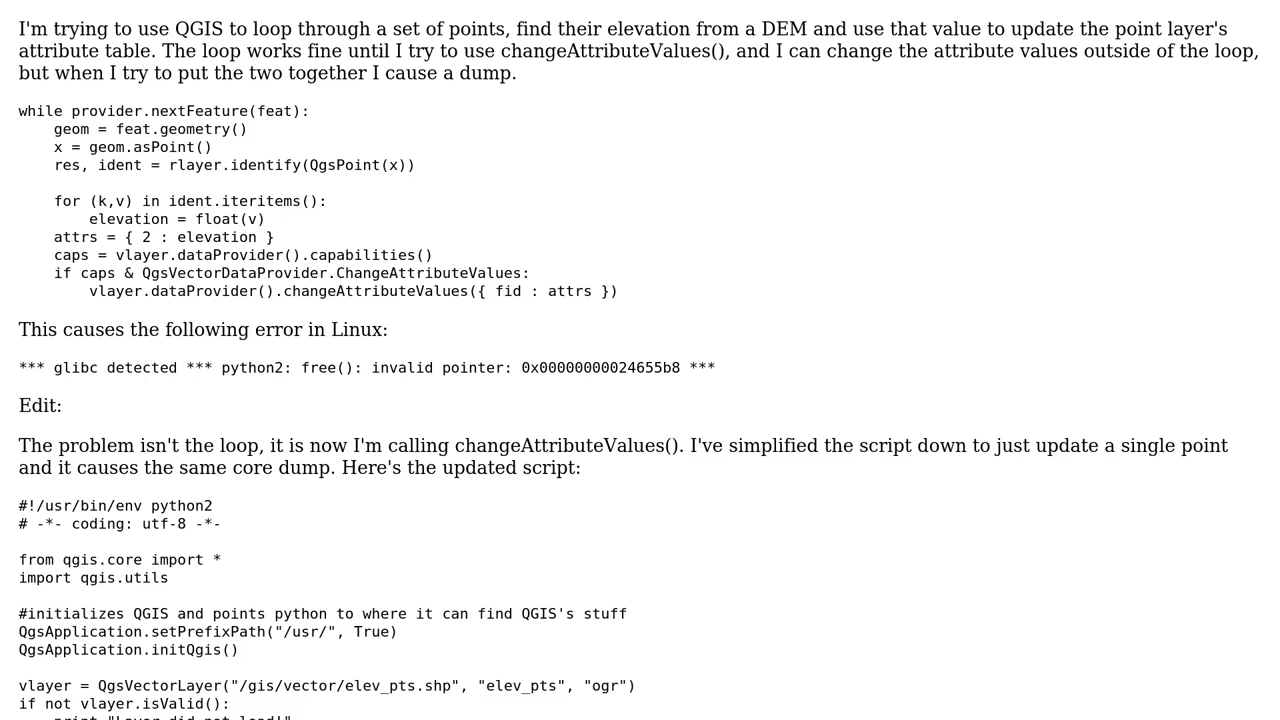 I'm trying to use QGIS to loop through a set of points, find their elevation from a DEM and use that value to update the point layer's
attribute table. The loop works fine until I try to use changeAttributeValues(), and I can change the attribute values outside of the loop,
but when I try to put the two together I cause a dump.
while provider.nextFeature(feat):
    geom = feat.geometry()
    x = geom.asPoint()
    res, ident = rlayer.identify(QgsPoint(x))
    for (k,v) in ident.iteritems():
        elevation = float(v)
    attrs = { 2 : elevation }
    caps = vlayer.dataProvider().capabilities()
    if caps & QgsVectorDataProvider.ChangeAttributeValues:
        vlayer.dataProvider().changeAttributeValues({ fid : attrs })
This causes the following error in Linux:
*** glibc detected *** python2: free(): invalid pointer: 0x00000000024655b8 ***
Edit:
The problem isn't the loop, it is now I'm calling changeAttributeValues(). I've simplified the script down to just update a single point
and it causes the same core dump. Here's the updated script:
#!/usr/bin/env python2
# -*- coding: utf-8 -*-
from qgis.core import *
import qgis.utils
#initializes QGIS and points python to where it can find QGIS's stuff
QgsApplication.setPrefixPath("/usr/", True)
QgsApplication.initQgis()
vlayer = QgsVectorLayer("/gis/vector/elev_pts.shp", "elev_pts", "ogr")
if not vlayer.isValid():
    print "Layer did not load!"